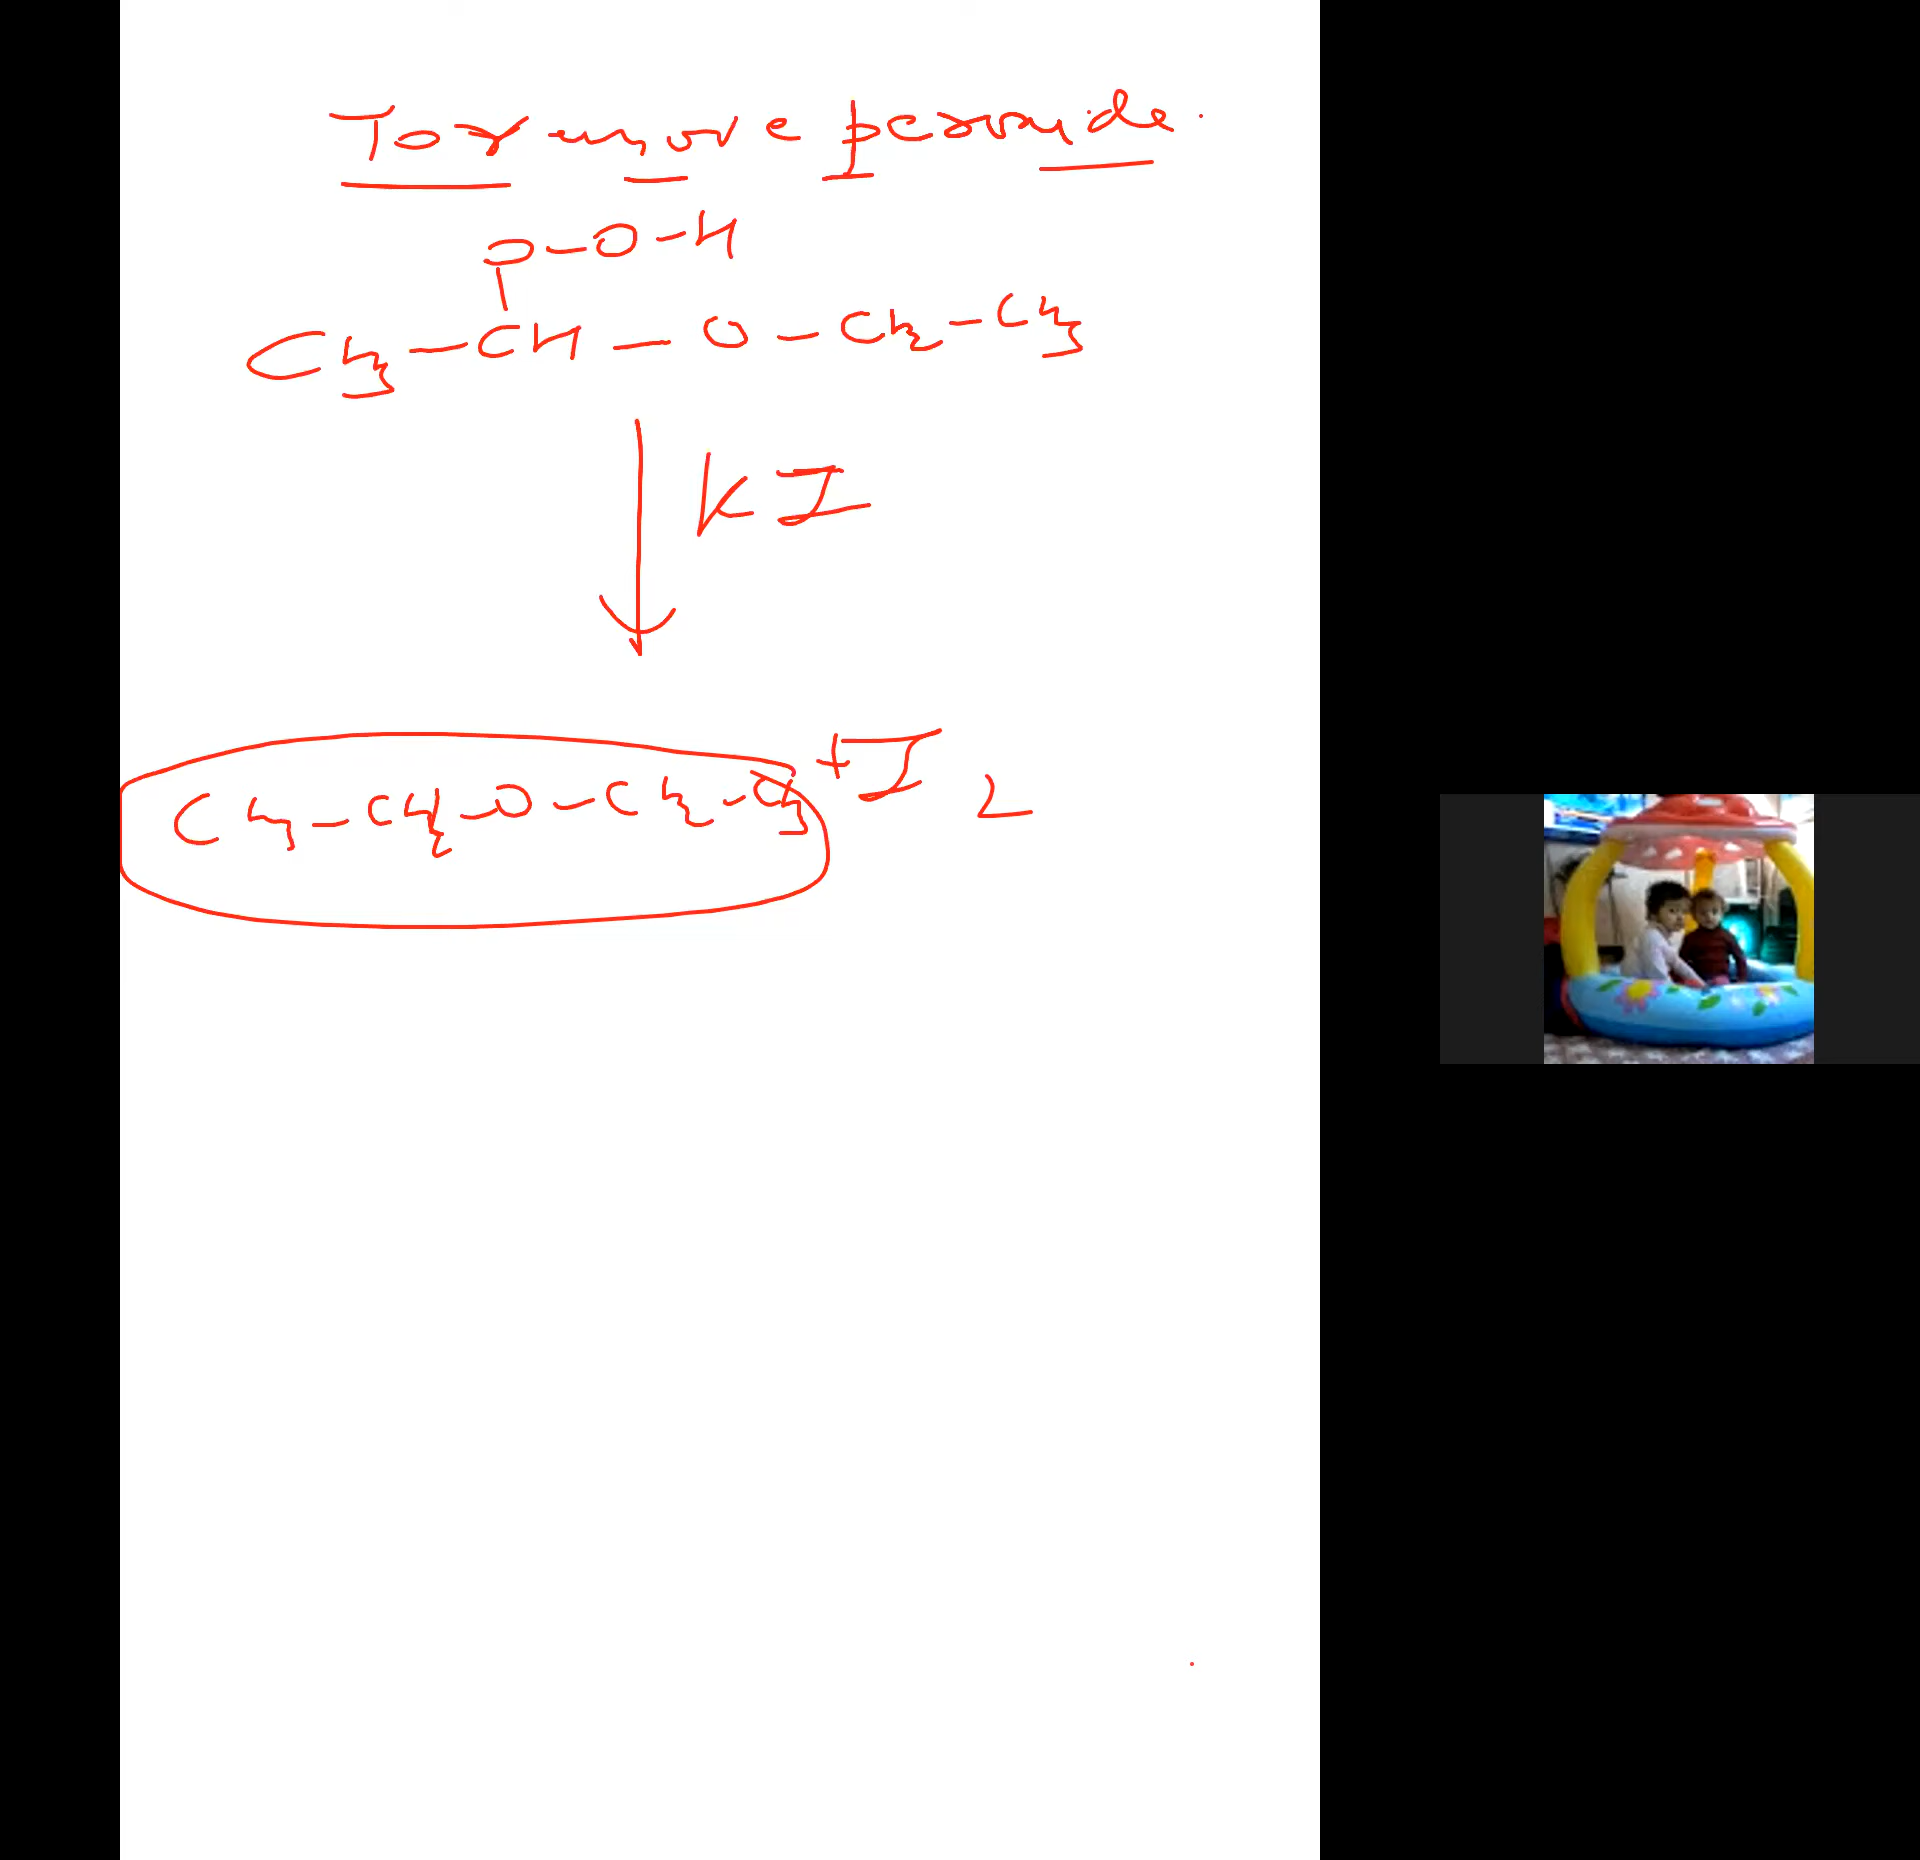 To remove peroxide.
O-O-H
|
CH3-CH-O-CH2-CH3
KI
CH3-CH2-O-CH2-CH3 + I2